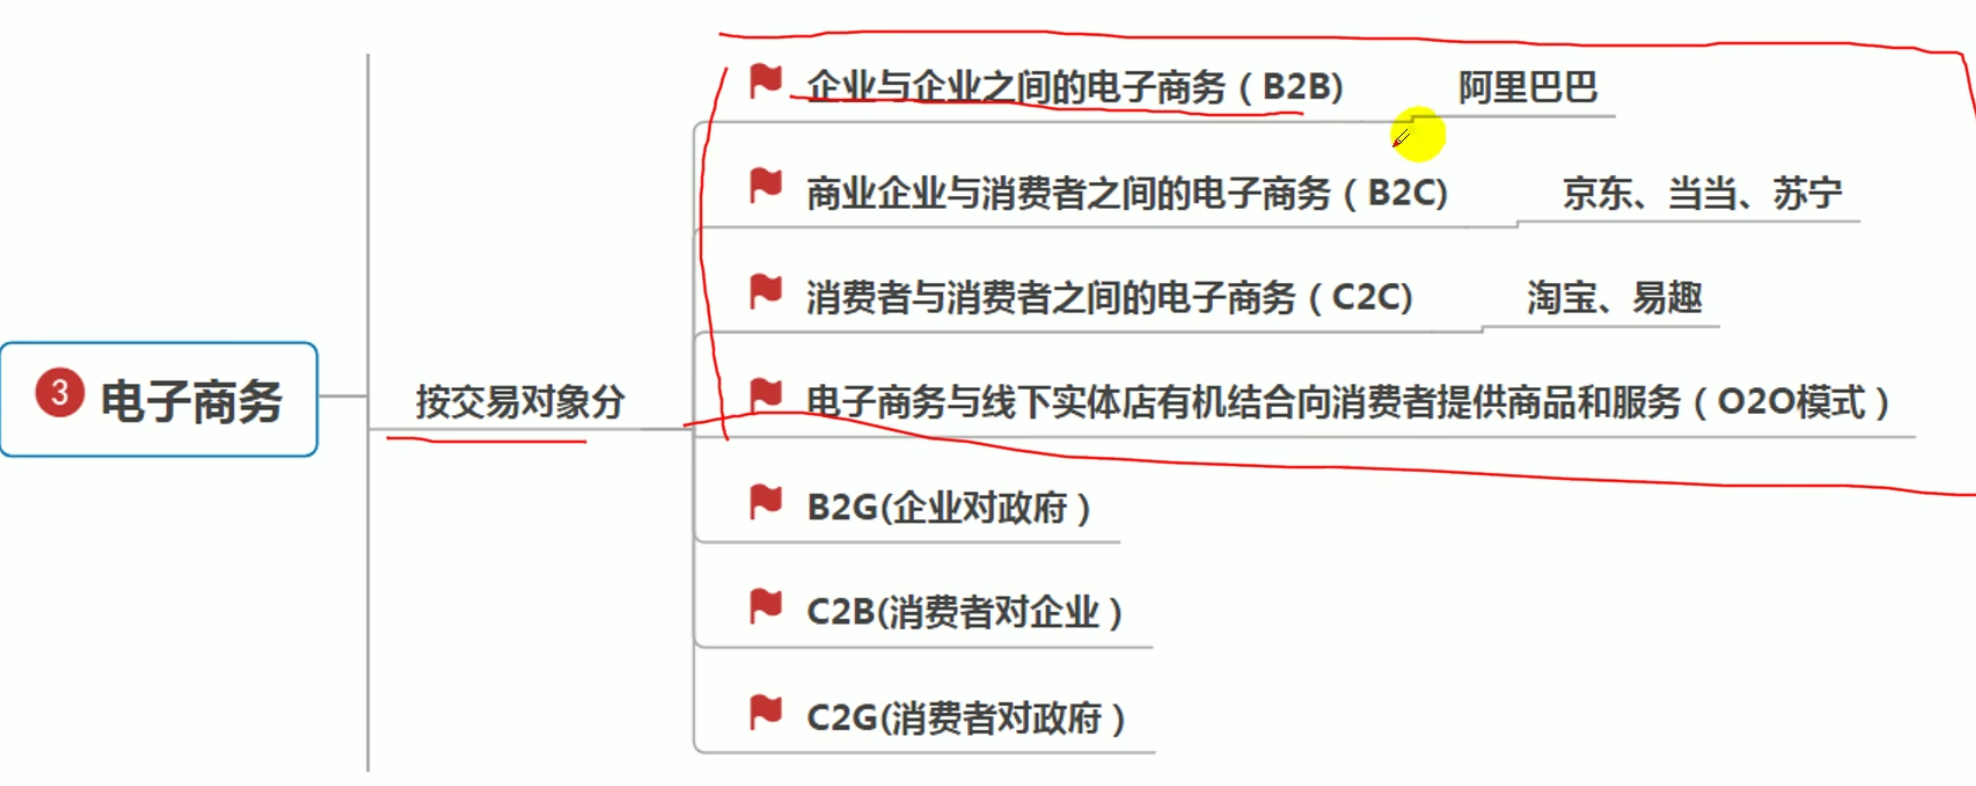 企业与企业之间的电子商务（B2B) 阿里巴巴
商业企业与消费者之间的电子商务（B2C) 京东、当当、苏宁
消费者与消费者之间的电子商务（C2C) 淘宝、易趣
3 电子商务
按交易对象分
电子商务与线下实体店有机结合向消费者提供商品和服务（O2O模式）
B2G(企业对政府）
C2B(消费者对企业）
C2G(消费者对政府）